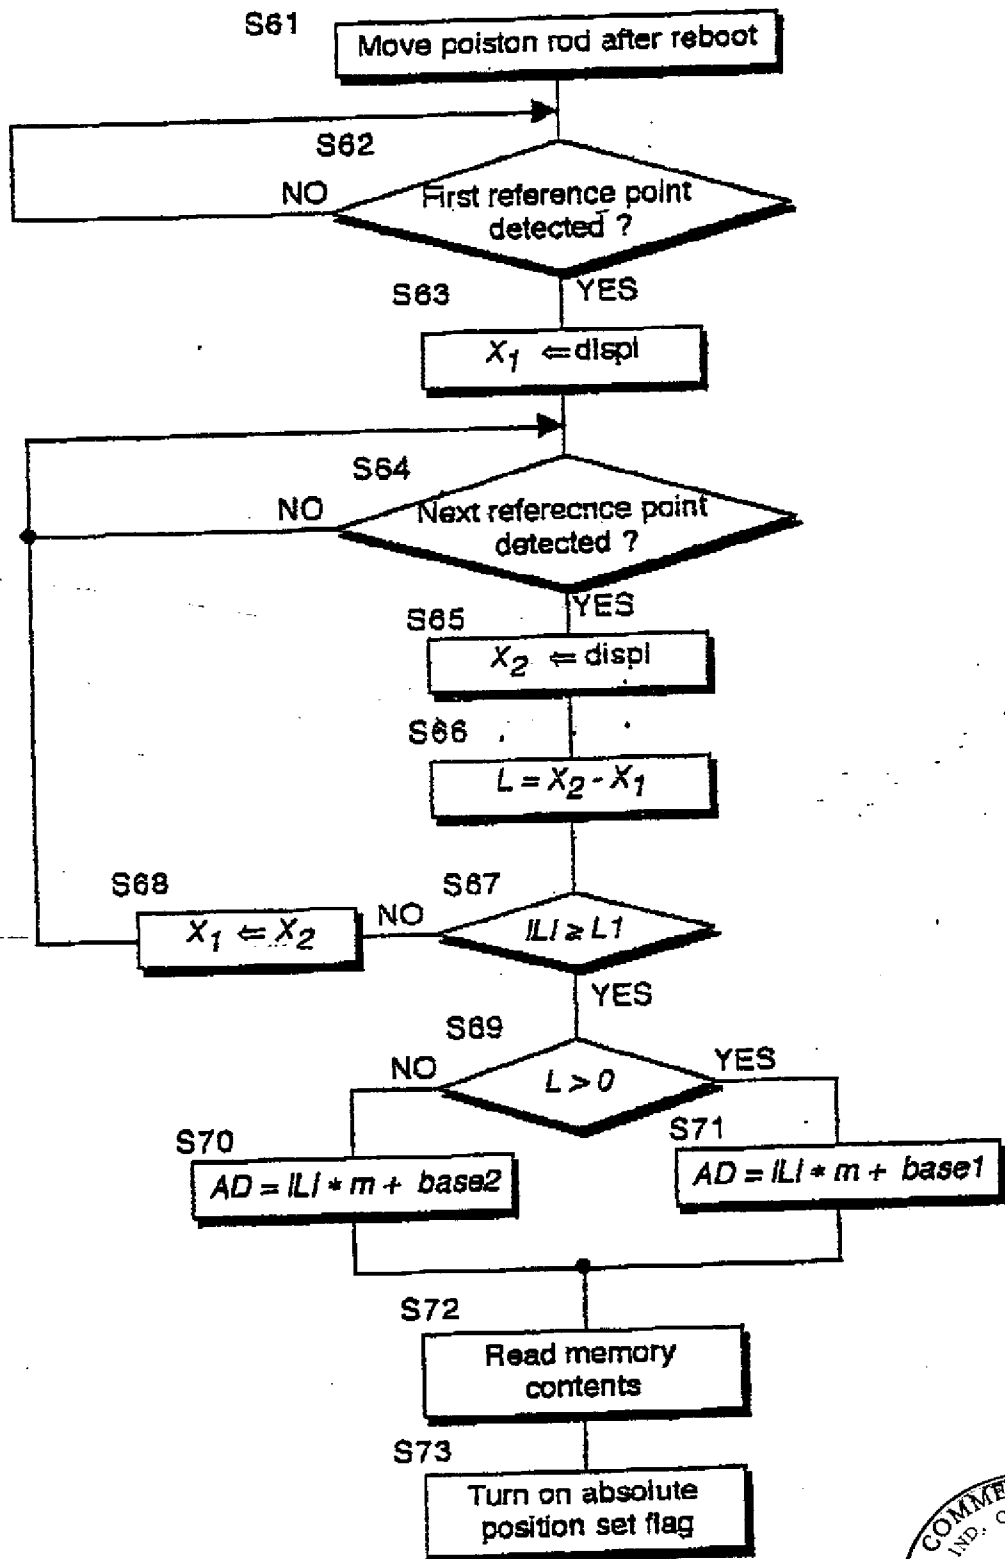 S61
Move poiston rod after reboot
S62
NO
First reference point
detected ?
YES
S63
X1 ⇐ displ
S64
NO
Next referecnce point
detected ?
YES
S65
X2 ⇐ displ
S66
L = X2 - X1
S68
X1 ⇐ X2
NO
S67
|L| ≥ L1
YES
S69
NO
L > 0
YES
S70
AD = |L| * m + base2
S71
AD = |L| * m + base1
S72
Read memory
contents
S73
Turn on absolute
position set flag
COMME
IND.